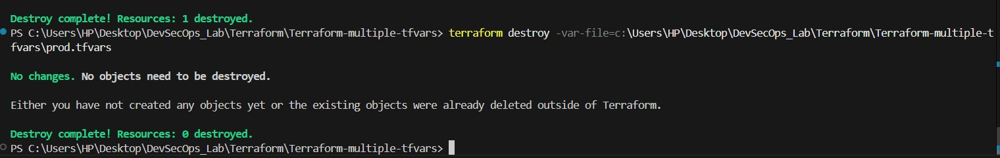 Destroy complete! Resources: 1 destroyed.
PS C:\Users\HP\Desktop\DevSecOps_Lab\Terraform\Terraform-multiple-tfvars> terraform destroy -var-file=c:\Users\HP\Desktop\DevSecOps_Lab\Terraform\Terraform-multiple-t
fvars\prod.tfvars
No changes. No objects need to be destroyed.
Either you have not created any objects yet or the existing objects were already deleted outside of Terraform.
Destroy complete! Resources: 0 destroyed.
PS C:\Users\HP\Desktop\DevSecOps_Lab\Terraform\Terraform-multiple-tfvars>